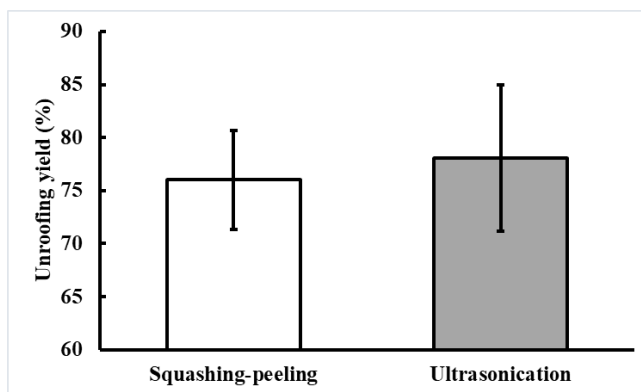 90
85
80
75
70
65
60
Unroofing yield (%)
Squashing-peeling
Ultrasonication